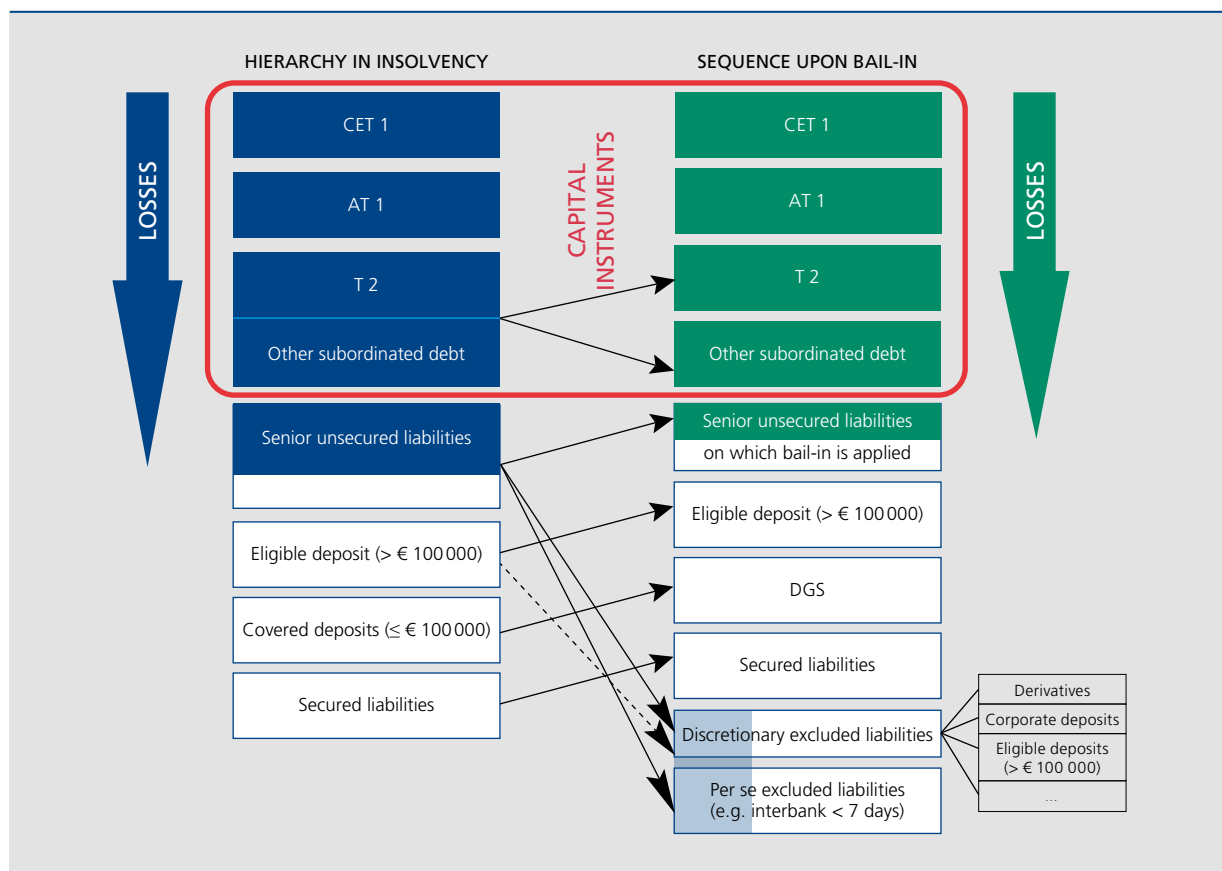 HIERARCHY IN INSOLVENCY
SEQUENCE UPON BAIL-IN
LOSSES
CET 1
AT 1
T 2
Other subordinated debt
Senior unsecured liabilities
Eligible deposit (> € 100 000)
Covered deposits (≤ € 100 000)
Secured liabilities
CAPITAL
INSTRUMENTS
CET 1
AT 1
T 2
Other subordinated debt
Senior unsecured liabilities
on which bail-in is applied
Eligible deposit (> € 100 000)
DGS
Secured liabilities
Discretionary excluded liabilities
Per se excluded liabilities
(e.g. interbank < 7 days)
LOSSES
Derivatives
Corporate deposits
Eligible deposits
(> € 100 000)
...